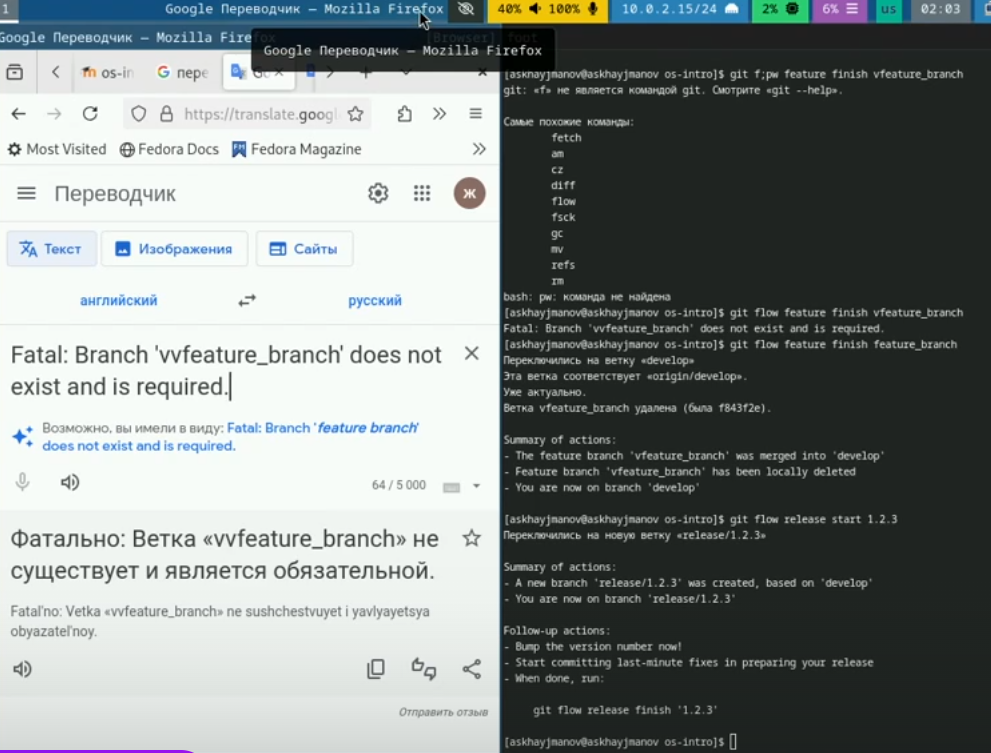 1
Google Переводчик — Mozilla Firefox
40%
100%
10.0.2.15/24
2%
6%
us
02:03
Google Переводчик — Mozilla Firefox
Google Переводчик — Mozilla Firefox
os-in
пере
https://translate.googl
Most Visited
Fedora Docs
Fedora Magazine
Переводчик
Ж
Текст
Изображения
Сайты
английский
русский
Fatal: Branch 'vvfeature_branch' does not
exist and is required.
Возможно, вы имели в виду: Fatal: Branch 'feature branch'
does not exist and is required.
64 / 5 000
Фатально: Ветка «vvfeature_branch» не
существует и является обязательной.
Fatal'no: Vetka «vvfeature_branch» ne sushchestvuyet i yavlyayetsya
obyazatel'noy.
Отправить отзыв
[askhayjmanov@askhayjmanov os-intro]$ git f;pw feature finish vfeature_branch
git: «f» не является командой git. Смотрите «git --help».
Самые похожие команды:
fetch
am
cz
diff
flow
fsck
gc
mv
refs
rm
bash: pw: команда не найдена
[askhayjmanov@askhayjmanov os-intro]$ git flow feature finish vfeature_branch
Fatal: Branch 'vvfeature_branch' does not exist and is required.
[askhayjmanov@askhayjmanov os-intro]$ git flow feature finish feature_branch
Переключились на ветку «develop»
Эта ветка соответствует «origin/develop».
Уже актуально.
Ветка vfeature_branch удалена (была f843f2e).
Summary of actions:
- The feature branch 'vfeature_branch' was merged into 'develop'
- Feature branch 'vfeature_branch' has been locally deleted
- You are now on branch 'develop'
[askhayjmanov@askhayjmanov os-intro]$ git flow release start 1.2.3
Переключились на новую ветку «release/1.2.3»
Summary of actions:
- A new branch 'release/1.2.3' was created, based on 'develop'
- You are now on branch 'release/1.2.3'
Follow-up actions:
- Bump the version number now!
- Start committing last-minute fixes in preparing your release
- When done, run:
git flow release finish '1.2.3'
[askhayjmanov@askhayjmanov os-intro]$